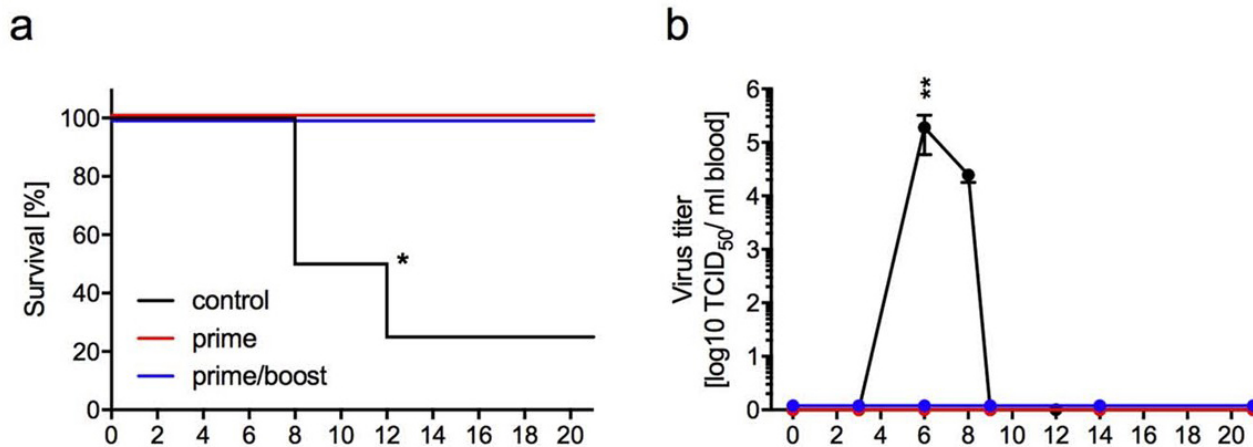 a
Survival [%]
100
80
60
40
20
0
*
control
prime
prime/boost
0 2 4 6 8 10 12 14 16 18 20
b
Virus titer
[log10 TCID50/ ml blood]
6
5
4
3
2
1
0
**
0 2 4 6 8 10 12 14 16 18 20